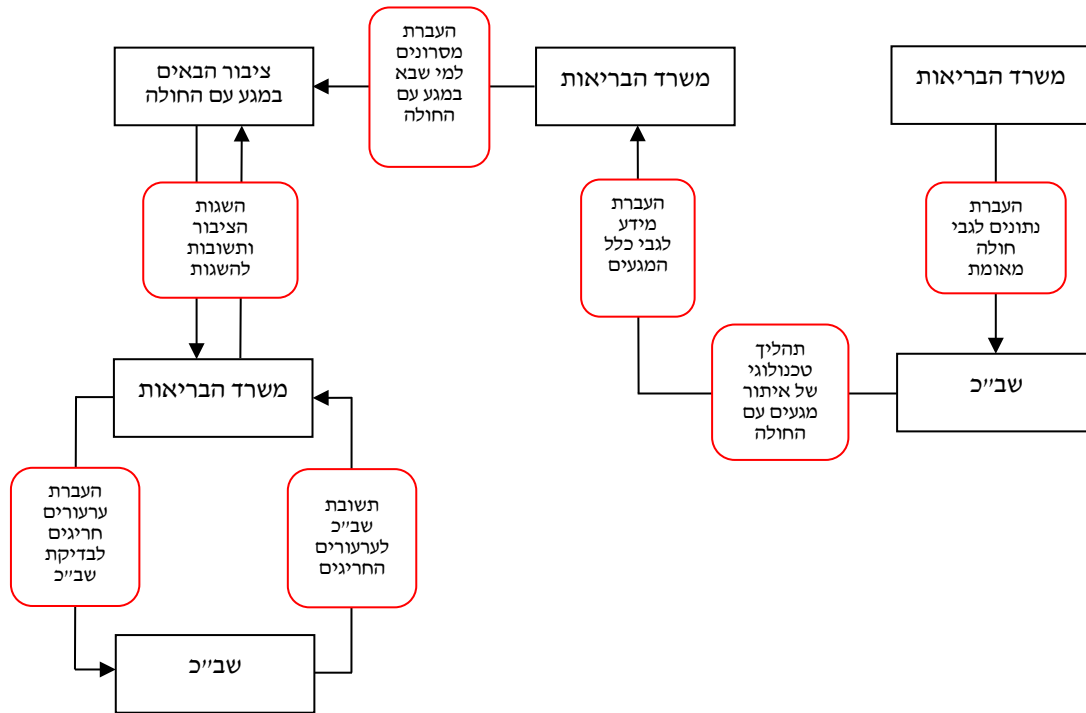 משרד הבריאות
העברת
נתונים לגבי
חולה
מאומת
שב״כ
תהליך
טכנולוגי
של איתור
מגעים עם
החולה
העברת
מידע
לגבי כלל
המגעים
משרד הבריאות
העברת
מסרונים
למי שבא
במגע עם
החולה
ציבור הבאים
במגע עם החולה
השגות
הציבור
ותשובות
להשגות
משרד הבריאות
העברת
ערעורים
חריגים
לבדיקת
שב״כ
שב״כ
תשובת
שב״כ
לערעורים
החריגים